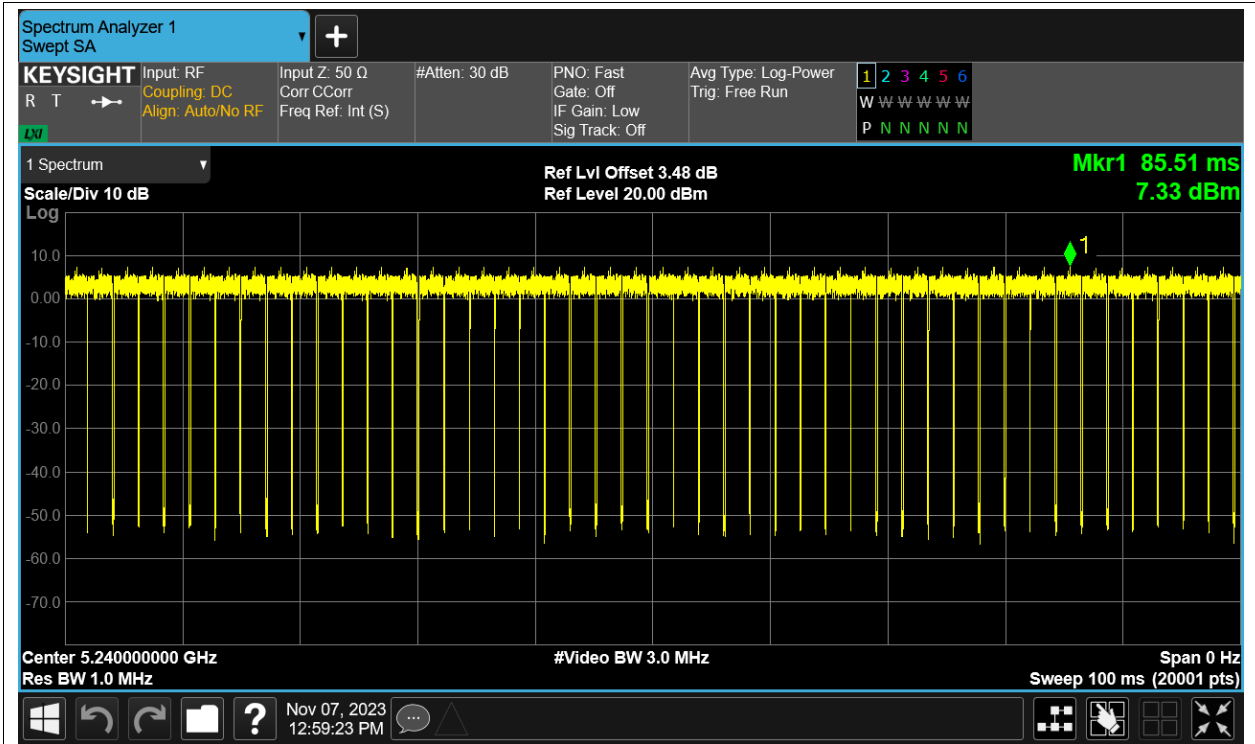 Spectrum Analyzer 1
Swept SA
+
KEYSIGHT
R T
LXI
Input: RF
Coupling: DC
Align: Auto/No RF
Input Z: 50 Ω
Corr CCorr
Freq Ref: Int (S)
#Atten: 30 dB
PNO: Fast
Gate: Off
IF Gain: Low
Sig Track: Off
Avg Type: Log-Power
Trig: Free Run
1 2 3 4 5 6
W W W W W W
P N N N N N
1 Spectrum
Scale/Div 10 dB
Log
Ref Lvl Offset 3.48 dB
Ref Level 20.00 dBm
Mkr1 85.51 ms
7.33 dBm
1
10.0
0.00
-10.0
-20.0
-30.0
-40.0
-50.0
-60.0
-70.0
Center 5.240000000 GHz
#Video BW 3.0 MHz
Span 0 Hz
Res BW 1.0 MHz
Sweep 100 ms (20001 pts)
?
Nov 07, 2023
12:59:23 PM